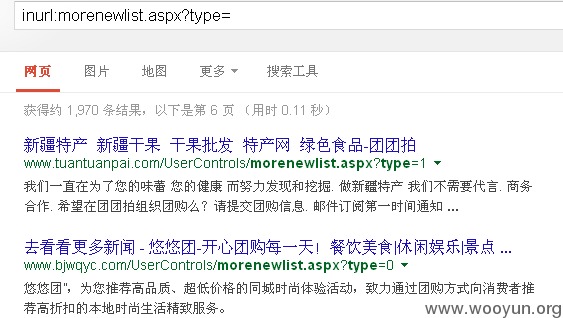 inurl:morenewlist.aspx?type=
网页 图片 地图 更多 搜索工具
获得约 1,970 条结果，以下是第 6 页 （用时 0.11 秒）
新疆特产 新疆干果 干果批发 特产网 绿色食品-团团拍
www.tuantuanpai.com/UserControls/morenewlist.aspx?type=1
我们一直在为了您的味蕾 您的健康 而努力发现和挖掘. 做新疆特产 我们不需要代言. 商务
合作. 希望在团团拍组织团购么？请提交团购信息. 邮件订阅第一时间通知 ...
去看看更多新闻 - 悠悠团-开心团购每一天！餐饮美食|休闲娱乐|景点 ...
www.bjwqyc.com/UserControls/morenewlist.aspx?type=0
悠悠团"，为您推荐高品质、超低价格的同城时尚体验活动，致力通过团购方式向消费者推
荐高折扣的本地时尚生活精致服务。
www.wooyun.org